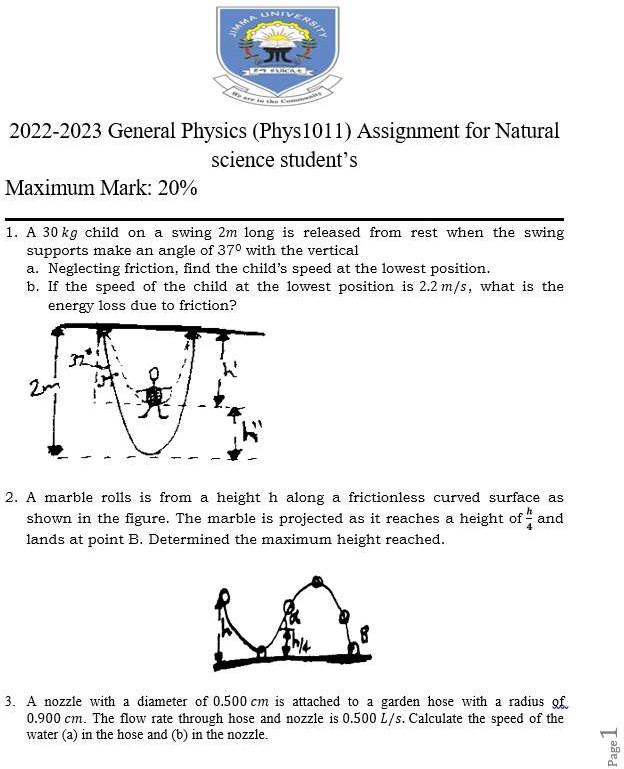 JIMMA UNIVERSITY
We are in the Community
2022-2023 General Physics (Phys1011) Assignment for Natural
science student’s
Maximum Mark: 20%
1. A 30 kg child on a swing 2m long is released from rest when the swing
supports make an angle of 37⁰ with the vertical
a. Neglecting friction, find the child’s speed at the lowest position.
b. If the speed of the child at the lowest position is 2.2 m/s, what is the
energy loss due to friction?
37°
2m
h'
h''
2. A marble rolls is from a height h along a frictionless curved surface as
shown in the figure. The marble is projected as it reaches a height of h/4 and
lands at point B. Determined the maximum height reached.
h
α
h/4
B
3. A nozzle with a diameter of 0.500 cm is attached to a garden hose with a radius of
0.900 cm. The flow rate through hose and nozzle is 0.500 L/s. Calculate the speed of the
water (a) in the hose and (b) in the nozzle.
Page 1